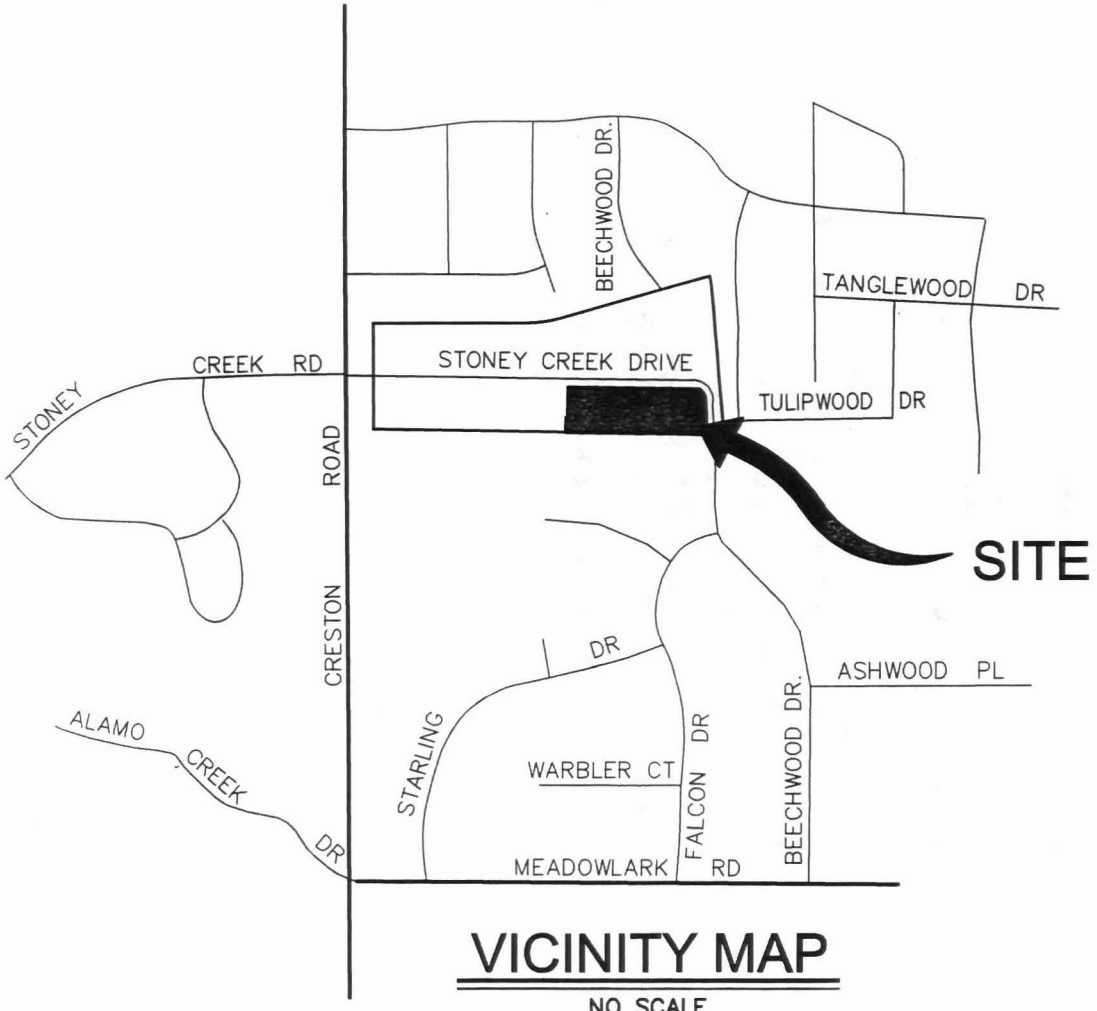 BEECHWOOD DR.
TANGLEWOOD DR
STONEY CREEK RD
STONEY CREEK DRIVE
TULIPWOOD DR
CRESTON ROAD
SITE
STARLING DR
ASHWOOD PL
ALAMO CREEK DR
WARBLER CT
FALCON DR
BEECHWOOD DR.
MEADOWLARK RD
VICINITY MAP
NO SCALE